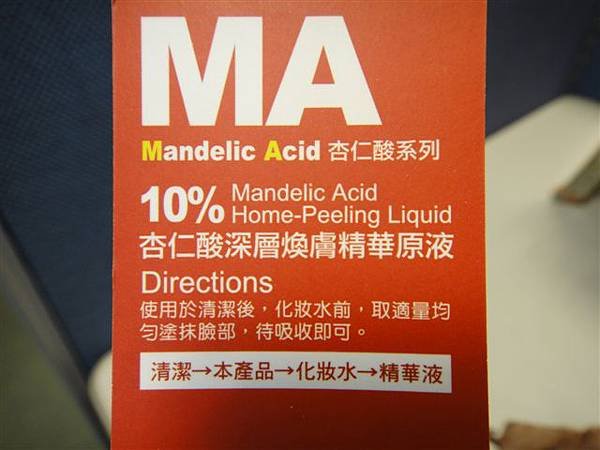 MA
Mandelic Acid 杏仁酸系列
10% Mandelic Acid
Home-Peeling Liquid
杏仁酸深層煥膚精華原液
Directions
使用於清潔後，化妝水前，取適量均
勻塗抹臉部，待吸收即可。
清潔→本產品→化妝水→精華液